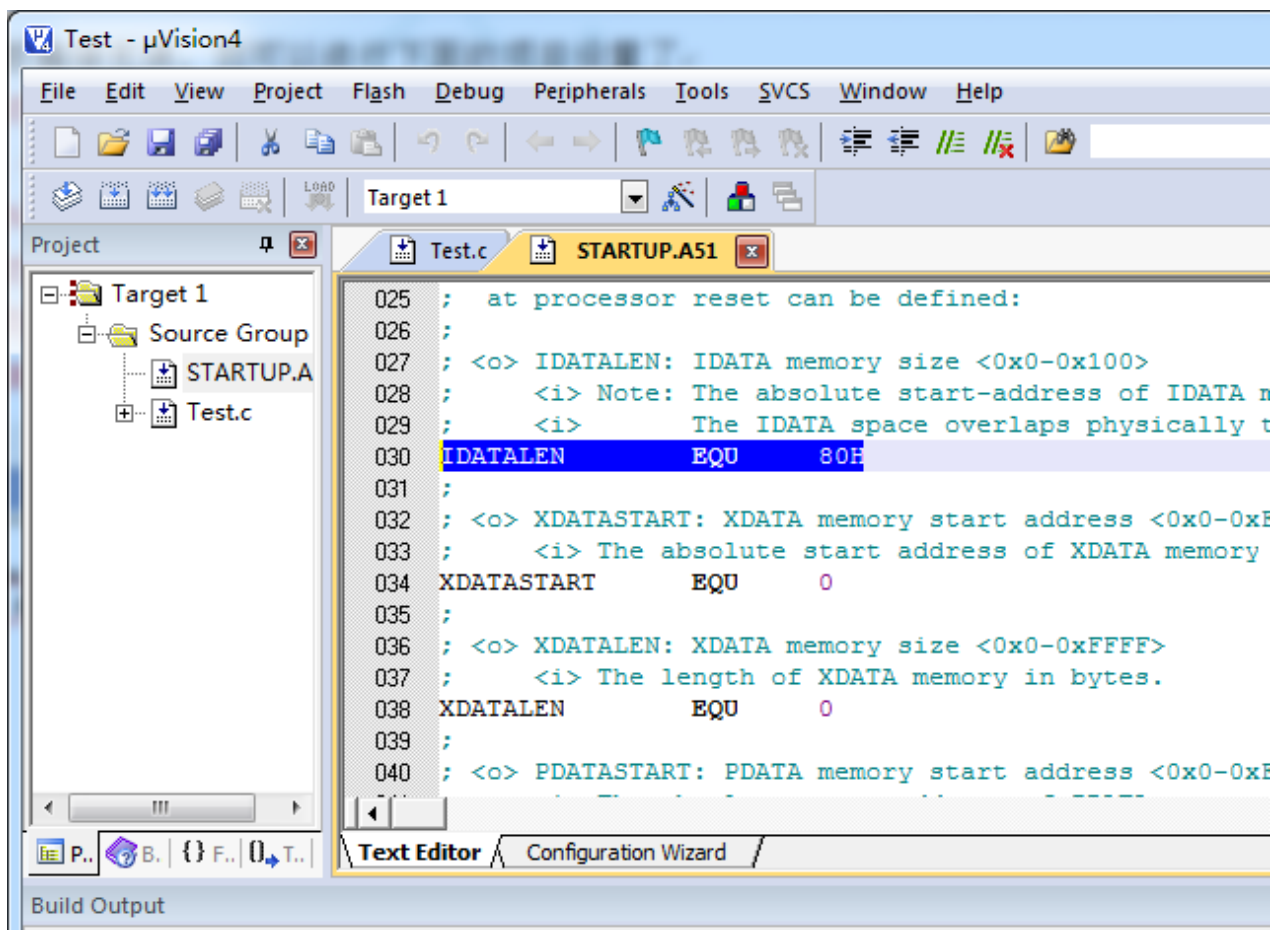 Test - µVision4
File Edit View Project Flash Debug Peripherals Tools SVCS Window Help
LOAD Target 1
Project
Test.c STARTUP.A51
Target 1
Source Group
STARTUP.A
Test.c
025 ; at processor reset can be defined:
026 ;
027 ; <o> IDATALEN: IDATA memory size <0x0-0x100>
028 ; <i> Note: The absolute start-address of IDATA m
029 ; <i> The IDATA space overlaps physically t
030 IDATALEN EQU 80H
031 ;
032 ; <o> XDATASTART: XDATA memory start address <0x0-0xF
033 ; <i> The absolute start address of XDATA memory
034 XDATASTART EQU 0
035 ;
036 ; <o> XDATALEN: XDATA memory size <0x0-0xFFFF>
037 ; <i> The length of XDATA memory in bytes.
038 XDATALEN EQU 0
039 ;
040 ; <o> PDATASTART: PDATA memory start address <0x0-0xF
P.. B. {} F.. T..
Text Editor Configuration Wizard
Build Output